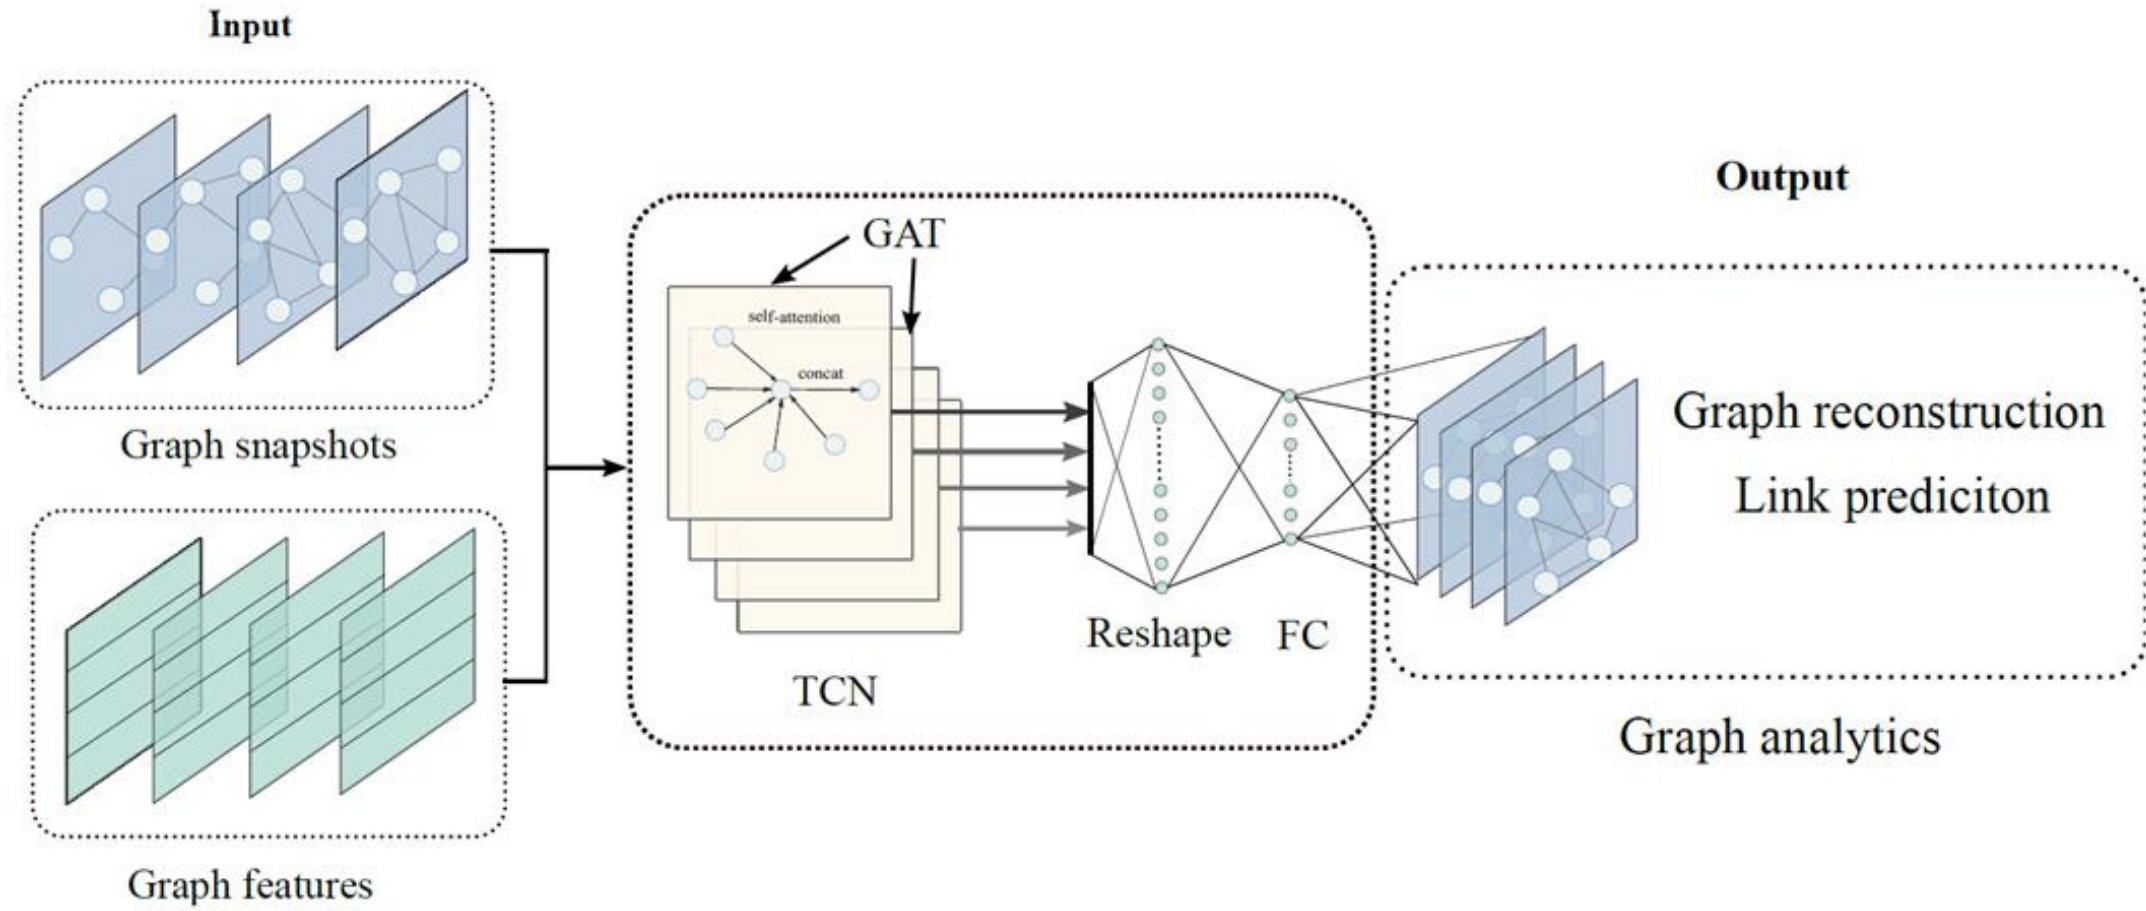 Input
Graph snapshots
Graph features
GAT
self-attention
concat
TCN
Reshape
FC
Output
Graph reconstruction
Link prediciton
Graph analytics